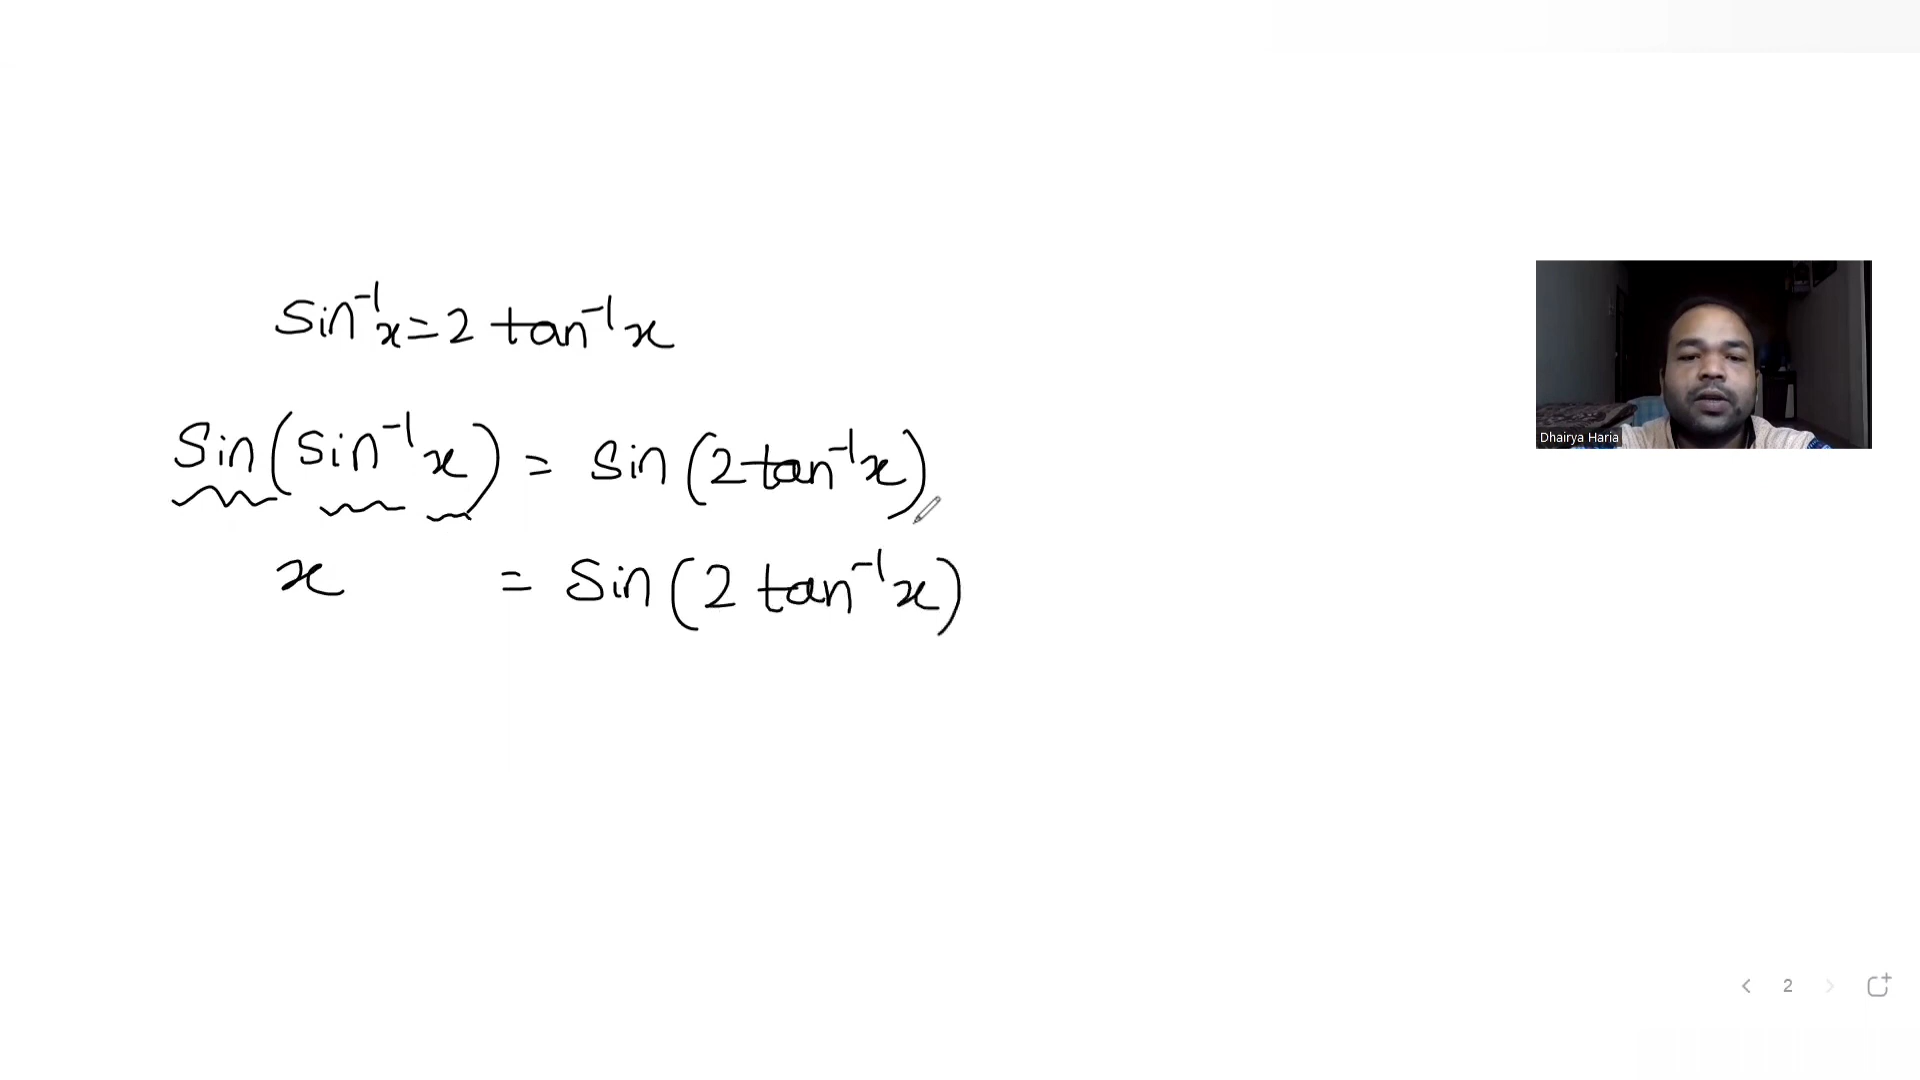 Sin⁻¹x = 2 tan⁻¹x
Sin(sin⁻¹x) = Sin(2tan⁻¹x)
x = Sin(2 tan⁻¹x)
Dhairya Haria
2